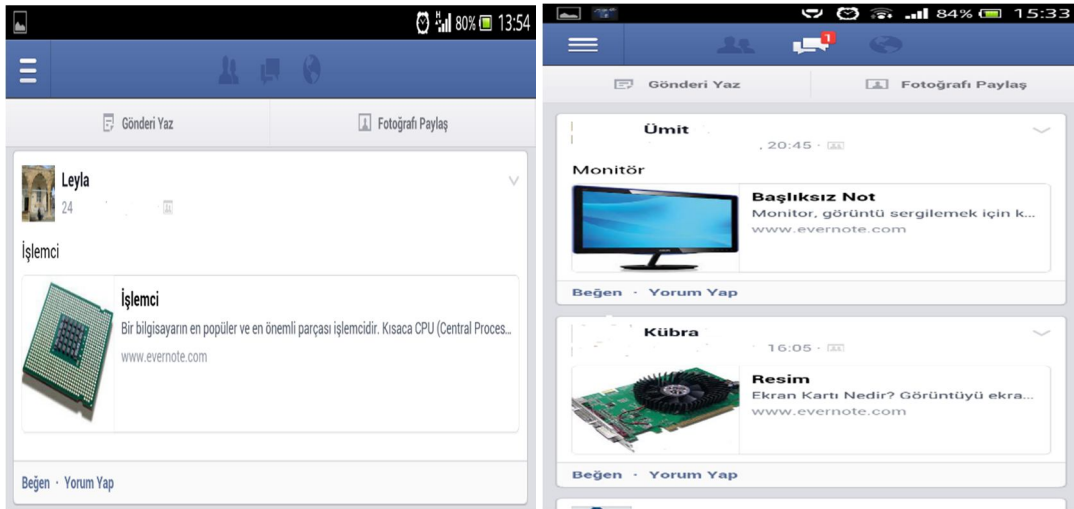 H 80% 13:54
Gönderi Yaz
Fotoğrafı Paylaş
Leyla
24
İşlemci
İşlemci
Bir bilgisayarın en popüler ve en önemli parçası işlemcidir. Kısaca CPU (Central Proces...
www.evernote.com
Beğen · Yorum Yap
84% 15:33
1
Gönderi Yaz
Fotoğrafı Paylaş
Ümit
, 20:45 ·
Monitör
Başlıksız Not
Monitor, görüntü sergilemek için k...
www.evernote.com
Beğen · Yorum Yap
Kübra
16:05 ·
Resim
Ekran Kartı Nedir? Görüntüyü ekra...
www.evernote.com
Beğen · Yorum Yap